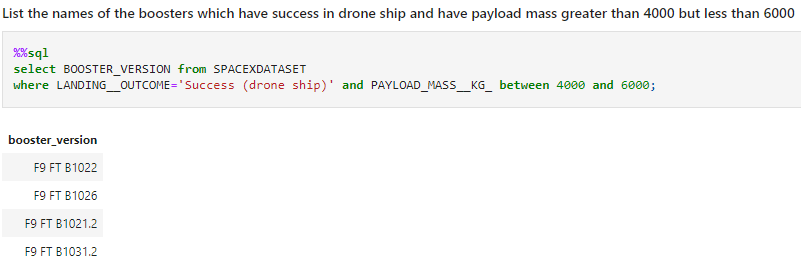 List the names of the boosters which have success in drone ship and have payload mass greater than 4000 but less than 6000
%%sql
select BOOSTER_VERSION from SPACEXDATASET
where LANDING__OUTCOME='Success (drone ship)' and PAYLOAD_MASS__KG_ between 4000 and 6000;
booster_version
F9 FT B1022
F9 FT B1026
F9 FT B1021.2
F9 FT B1031.2